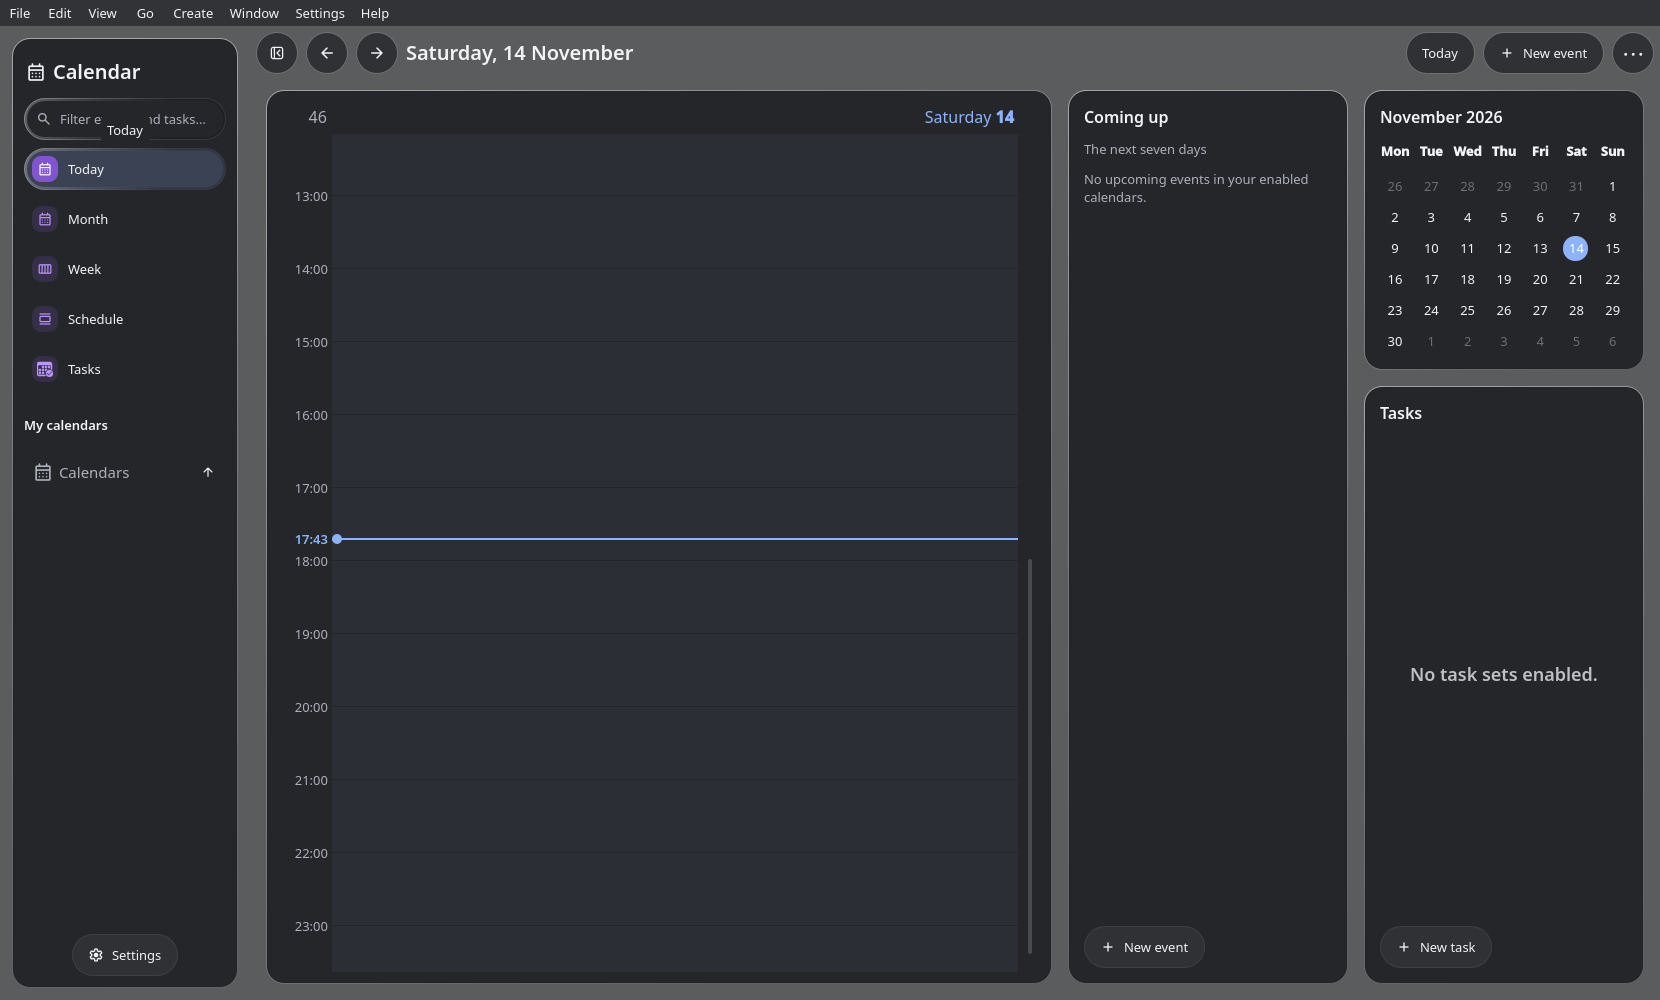 File Edit View Go Create Window Settings Help
Calendar
Filter e
nd tasks...
Today
Today
Month
Week
Schedule
Tasks
My calendars
Calendars
Settings
Saturday, 14 November
Today
New event
46
Saturday 14
13:00
14:00
15:00
16:00
17:00
17:43
18:00
19:00
20:00
21:00
22:00
23:00
Coming up
The next seven days
No upcoming events in your enabled
calendars.
New event
November 2026
Mon Tue Wed Thu Fri Sat Sun
26 27 28 29 30 31 1
2 3 4 5 6 7 8
9 10 11 12 13 14 15
16 17 18 19 20 21 22
23 24 25 26 27 28 29
30 1 2 3 4 5 6
Tasks
No task sets enabled.
New task